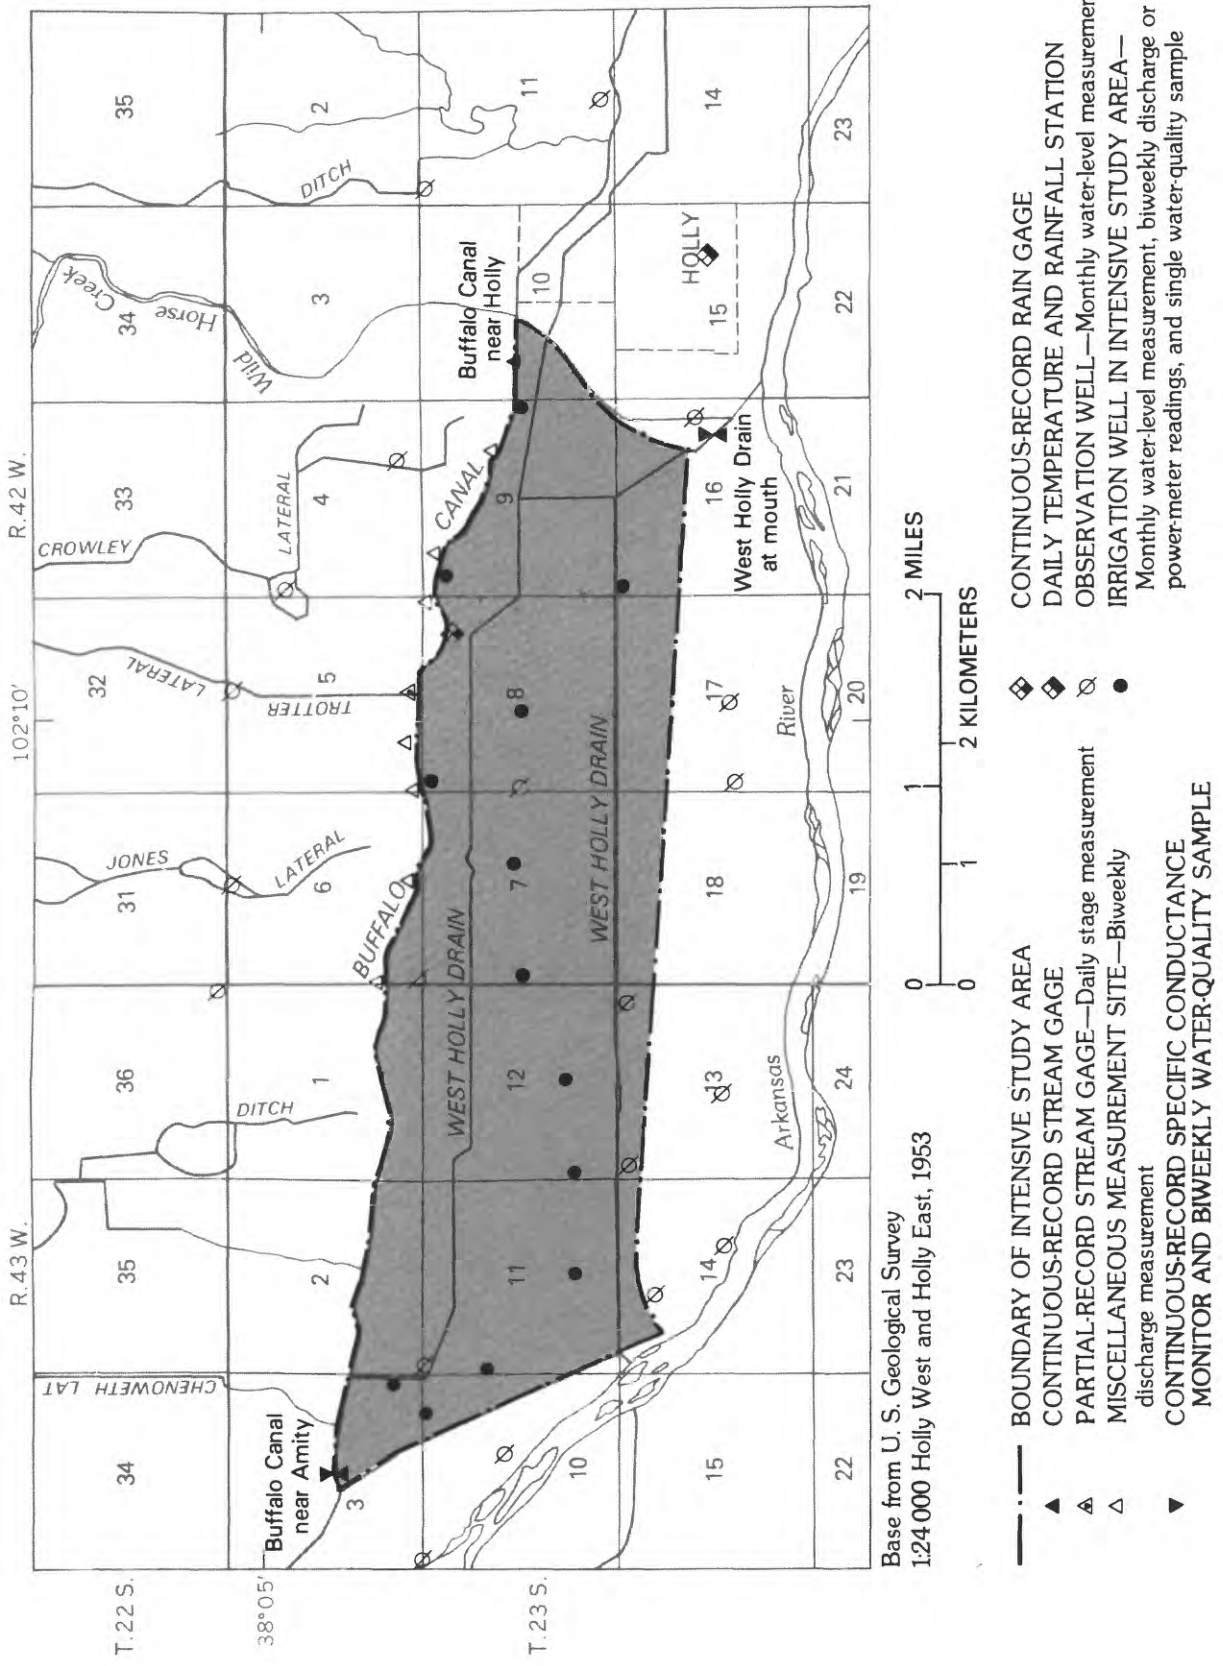 R.43 W.
102°10'
R.42 W.
T.22 S.
38°05'
T.23 S.
34
35
36
31
32
33
34
35
CHENOWETH LAT
DITCH
JONES
LATERAL
LATERAL
TROTTER
CROWLEY
LATERAL
Wild
Horse
Creek
DITCH
3
2
1
6
5
4
3
2
Buffalo Canal
near Amity
BUFFALO
CANAL
Buffalo Canal
near Holly
WEST HOLLY DRAIN
10
11
12
7
8
9
10
11
WEST HOLLY DRAIN
15
14
13
18
17
16
15
14
HOLLY
West Holly Drain
at mouth
Arkansas
River
22
23
24
19
20
21
22
23
Base from U. S. Geological Survey
1:24 000 Holly West and Holly East, 1953
0
1
2 MILES
0
1
2 KILOMETERS
BOUNDARY OF INTENSIVE STUDY AREA
CONTINUOUS-RECORD STREAM GAGE
PARTIAL-RECORD STREAM GAGE—Daily stage measurement
MISCELLANEOUS MEASUREMENT SITE—Biweekly
discharge measurement
CONTINUOUS-RECORD SPECIFIC CONDUCTANCE
MONITOR AND BIWEEKLY WATER-QUALITY SAMPLE
CONTINUOUS-RECORD RAIN GAGE
DAILY TEMPERATURE AND RAINFALL STATION
OBSERVATION WELL—Monthly water-level measuremen
IRRIGATION WELL IN INTENSIVE STUDY AREA—
Monthly water-level measurement, biweekly discharge or
power-meter readings, and single water-quality sample